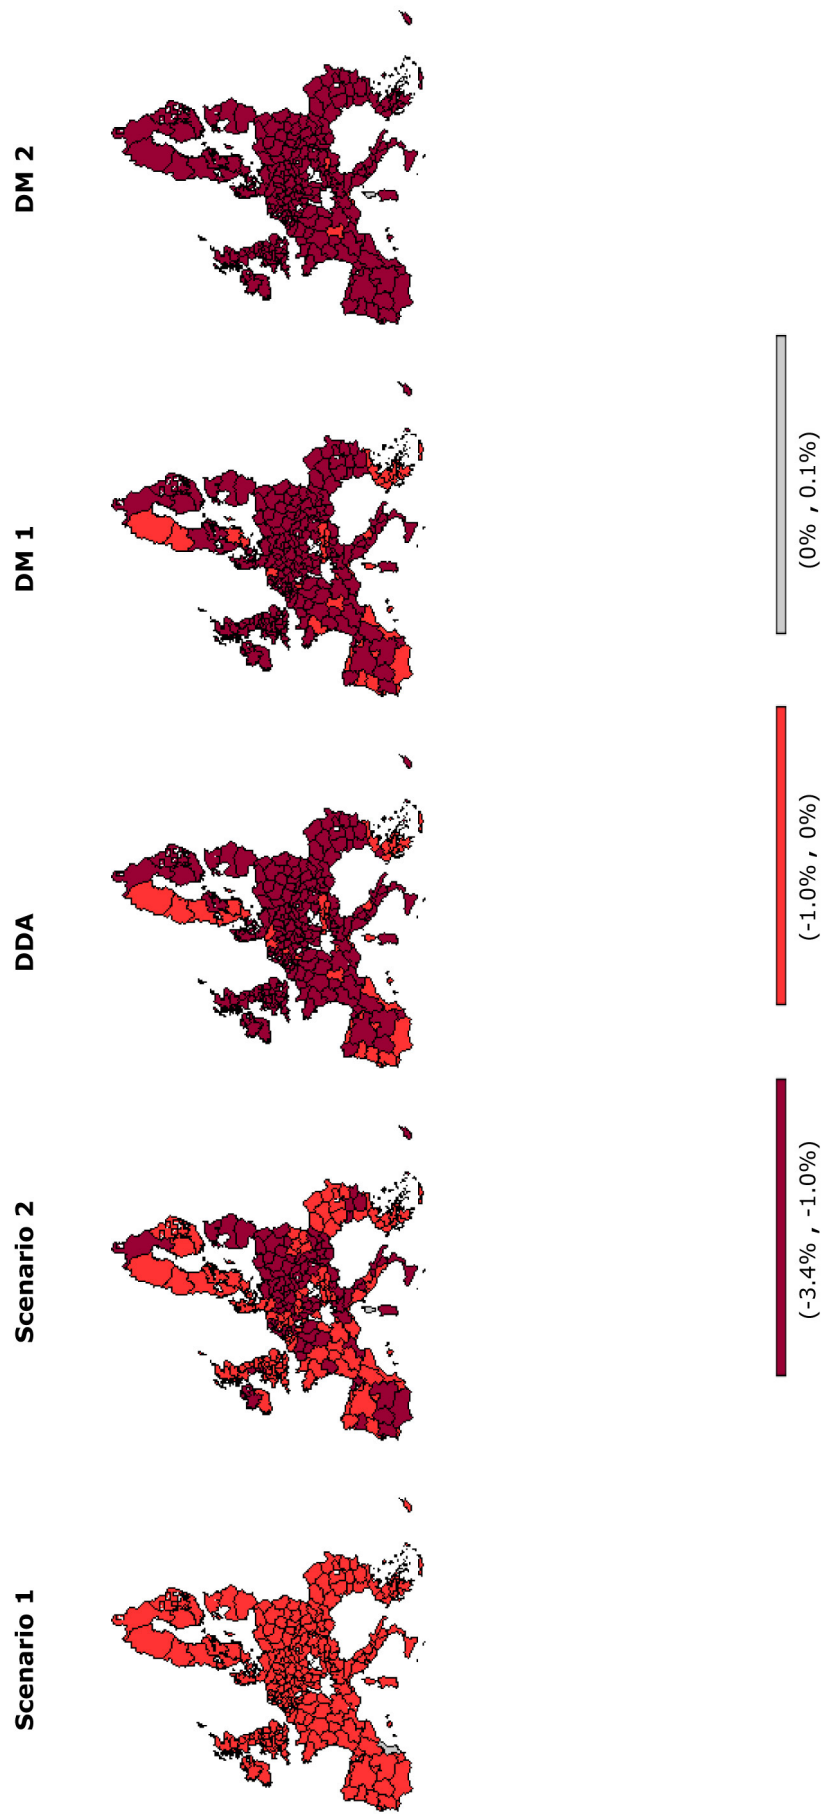 Scenario 1
Scenario 2
DDA
DM 1
DM 2
(-3.4% , -1.0%)
(-1.0% , 0%)
(0% , 0.1%)